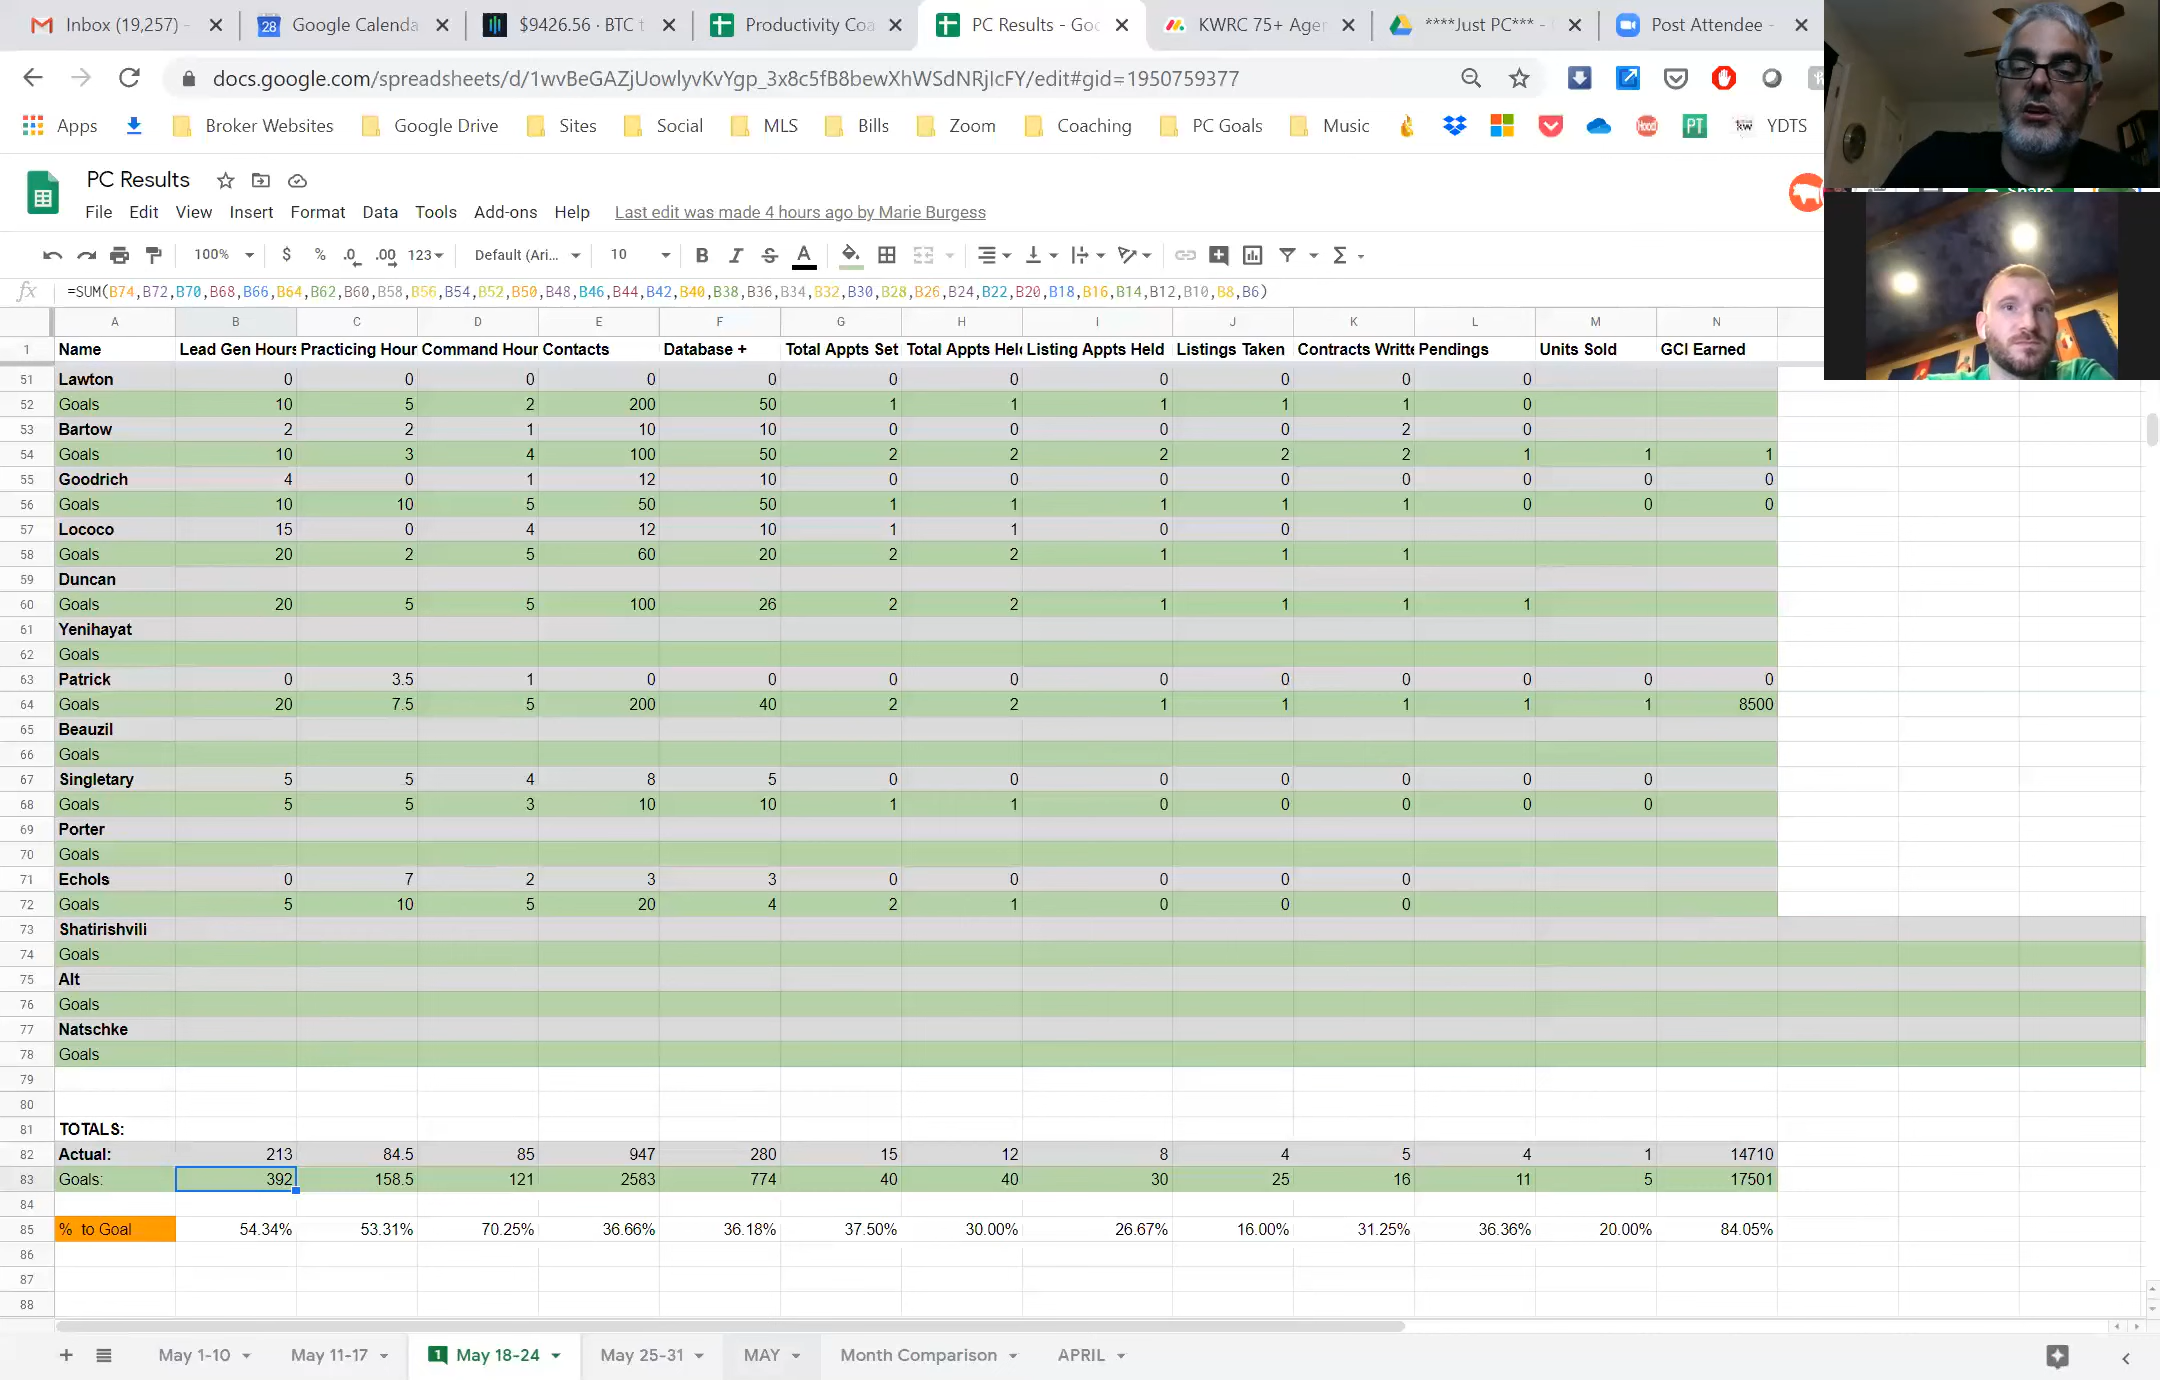 Inbox (19,257) -
28 Google Calenda
$9426.56 · BTC t
Productivity Coa
PC Results - Goo
KWRC 75+ Ager
****Just PC*** -
Post Attendee -
docs.google.com/spreadsheets/d/1wvBeGAZjUowlyvKvYgp_3x8c5fB8bewXhWSdNRjIcFY/edit#gid=1950759377
Apps Broker Websites Google Drive Sites Social MLS Bills Zoom Coaching PC Goals Music Hood PT kw YDTS
PC Results
Share
File Edit View Insert Format Data Tools Add-ons Help Last edit was made 4 hours ago by Marie Burgess
100% $ % .0 .00 123 Default (Ari... 10 B I S A
fx =SUM(B74,B72,B70,B68,B66,B64,B62,B60,B58,B56,B54,B52,B50,B48,B46,B44,B42,B40,B38,B36,B34,B32,B30,B28,B26,B24,B22,B20,B18,B16,B14,B12,B10,B8,B6)
A B C D E F G H I J K L M N
1 Name Lead Gen Hours Practicing Hour Command Hour Contacts Database + Total Appts Set Total Appts Held Listing Appts Held Listings Taken Contracts Writte Pendings Units Sold GCI Earned
51 Lawton 0 0 0 0 0 0 0 0 0 0 0
52 Goals 10 5 2 200 50 1 1 1 1 1 0
53 Bartow 2 2 1 10 10 0 0 0 0 2 0
54 Goals 10 3 4 100 50 2 2 2 2 2 1 1 1
55 Goodrich 4 0 1 12 10 0 0 0 0 0 0 0 0
56 Goals 10 10 5 50 50 1 1 1 1 1 0 0 0
57 Lococo 15 0 4 12 10 1 1 0 0
58 Goals 20 2 5 60 20 2 2 1 1 1
59 Duncan
60 Goals 20 5 5 100 26 2 2 1 1 1 1
61 Yenihayat
62 Goals
63 Patrick 0 3.5 1 0 0 0 0 0 0 0 0 0 0
64 Goals 20 7.5 5 200 40 2 2 1 1 1 1 1 8500
65 Beauzil
66 Goals
67 Singletary 5 5 4 8 5 0 0 0 0 0 0 0
68 Goals 5 5 3 10 10 1 1 0 0 0 0 0
69 Porter
70 Goals
71 Echols 0 7 2 3 3 0 0 0 0 0
72 Goals 5 10 5 20 4 2 1 0 0 0
73 Shatirishvili
74 Goals
75 Alt
76 Goals
77 Natschke
78 Goals
79
80
81 TOTALS:
82 Actual: 213 84.5 85 947 280 15 12 8 4 5 4 1 14710
83 Goals: 392 158.5 121 2583 774 40 40 30 25 16 11 5 17501
84
85 % to Goal 54.34% 53.31% 70.25% 36.66% 36.18% 37.50% 30.00% 26.67% 16.00% 31.25% 36.36% 20.00% 84.05%
86
87
88
May 1-10 May 11-17 1 May 18-24 May 25-31 MAY Month Comparison APRIL